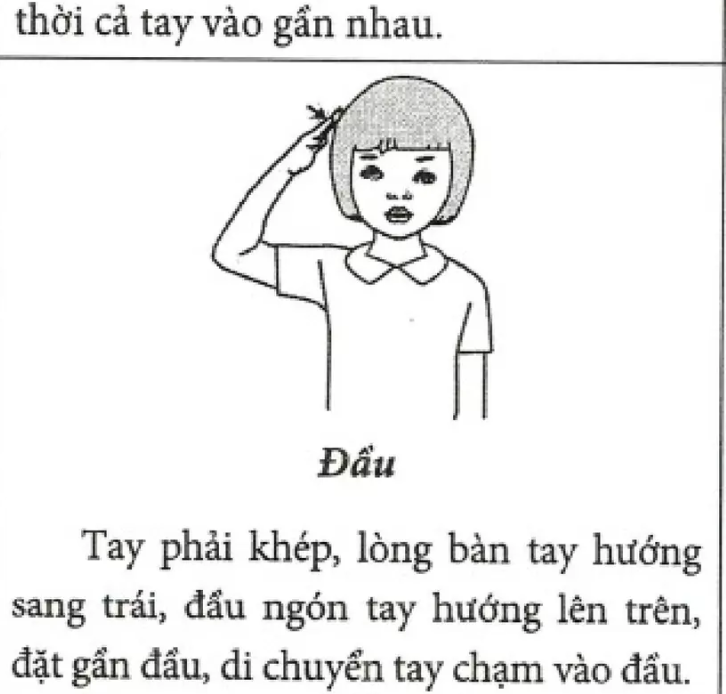 thời cả tay vào gần nhau.
Đầu
Tay phải khép, lòng bàn tay hướng
sang trái, đầu ngón tay hướng lên trên,
đặt gần đầu, di chuyển tay chạm vào đầu.